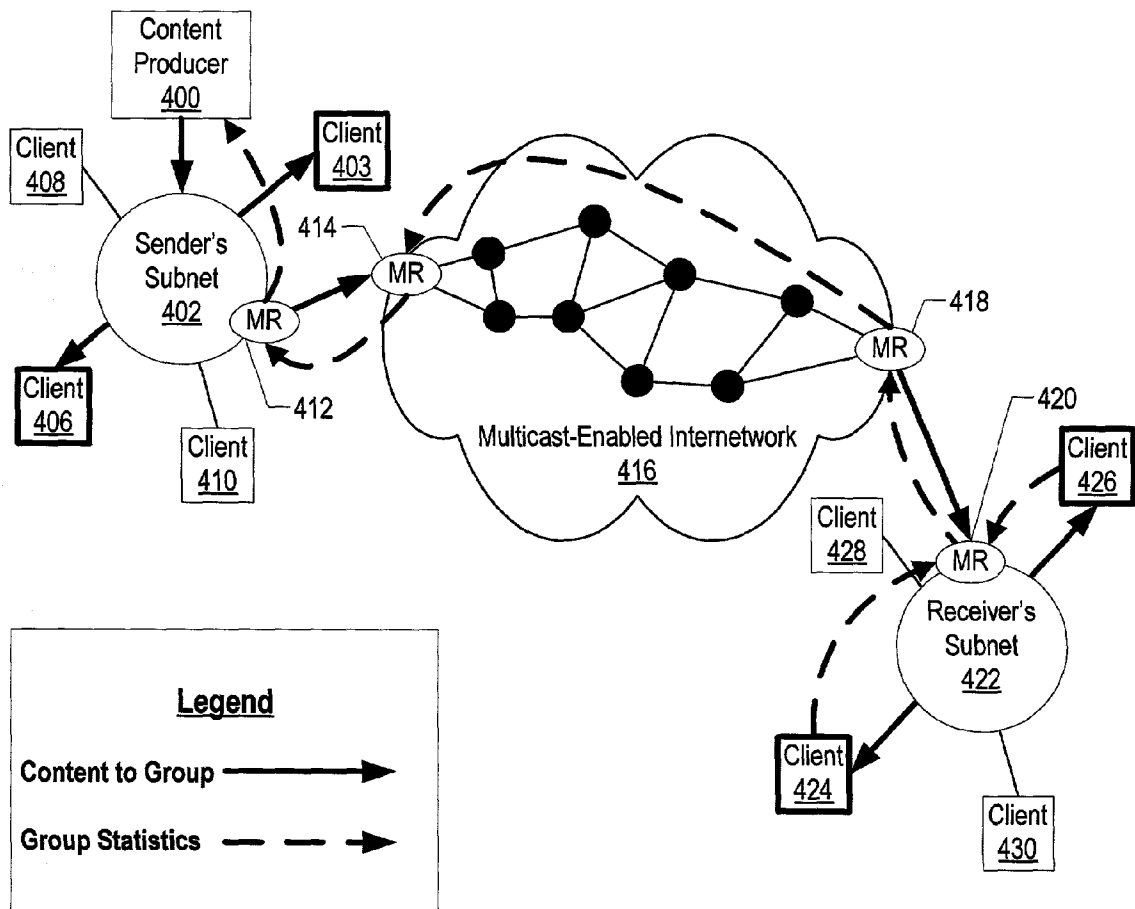 Content
Producer
400
Client
408
Client
403
Sender's
Subnet
402
MR
414
MR
412
Client
406
Client
410
418
MR
Multicast-Enabled Internetwork
416
420
Client
426
Client
428
MR
Receiver's
Subnet
422
Client
424
Client
430
Legend
Content to Group
Group Statistics